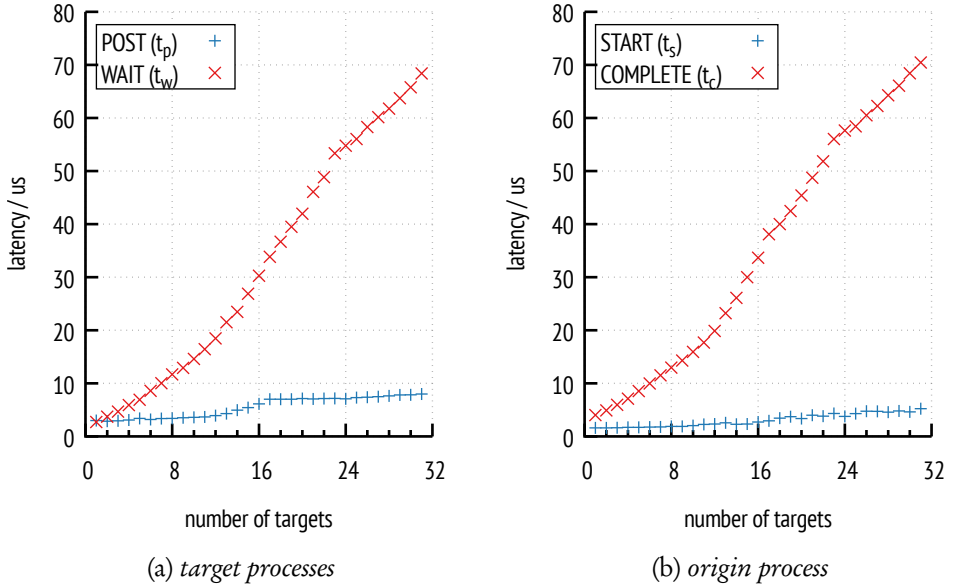 POST (tp)
WAIT (tw)
80
70
60
50
40
30
20
10
0
latency / us
0 8 16 24 32
number of targets
(a) target processes
START (ts)
COMPLETE (tc)
80
70
60
50
40
30
20
10
0
latency / us
0 8 16 24 32
number of targets
(b) origin process